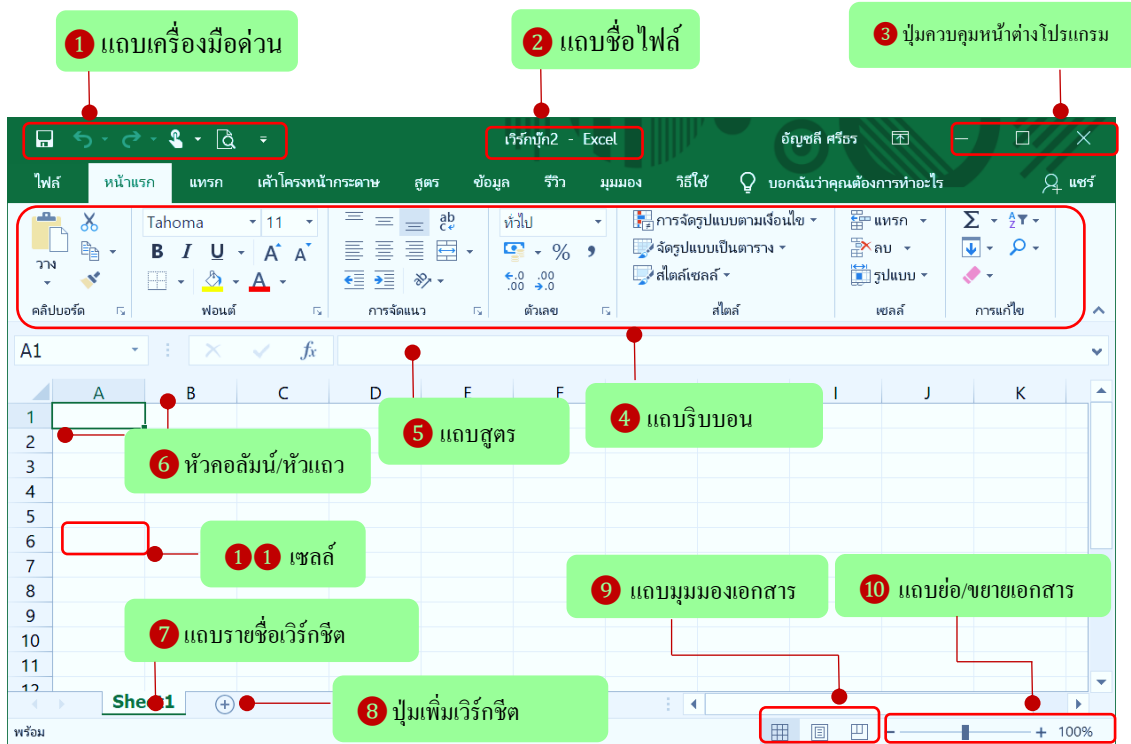 1 แถบเครื่องมือด่วน
2 แถบชื่อไฟล์
3 ปุ่มควบคุมหน้าต่างโปรแกรม
เวิร์กบุ๊ก2 - Excel
อัญชลี ศรีธร
ไฟล์ หน้าแรก แทรก เค้าโครงหน้ากระดาษ สูตร ข้อมูล รีวิว มุมมอง วิธีใช้ บอกฉันว่าคุณต้องการทำอะไร แชร์
วาง
Tahoma 11
B I U A A
A
ab
c
ทั่วไป
% ,
.0 .00
.00 .0
การจัดรูปแบบตามเงื่อนไข
จัดรูปแบบเป็นตาราง
สไตล์เซลล์
แทรก
ลบ
รูปแบบ
Σ A Z
คลิปบอร์ด ฟอนต์ การจัดแนว ตัวเลข สไตล์ เซลล์ การแก้ไข
A1 fx
A B C D E F I J K
1
2
3
4
5
6
7
8
9
10
11
12
4 แถบริบบอน
5 แถบสูตร
6 หัวคอลัมน์/หัวแถว
1 1 เซลล์
9 แถบมุมมองเอกสาร
10 แถบย่อ/ขยายเอกสาร
7 แถบรายชื่อเวิร์กชีต
8 ปุ่มเพิ่มเวิร์กชีต
Sheet1
พร้อม
- + 100%